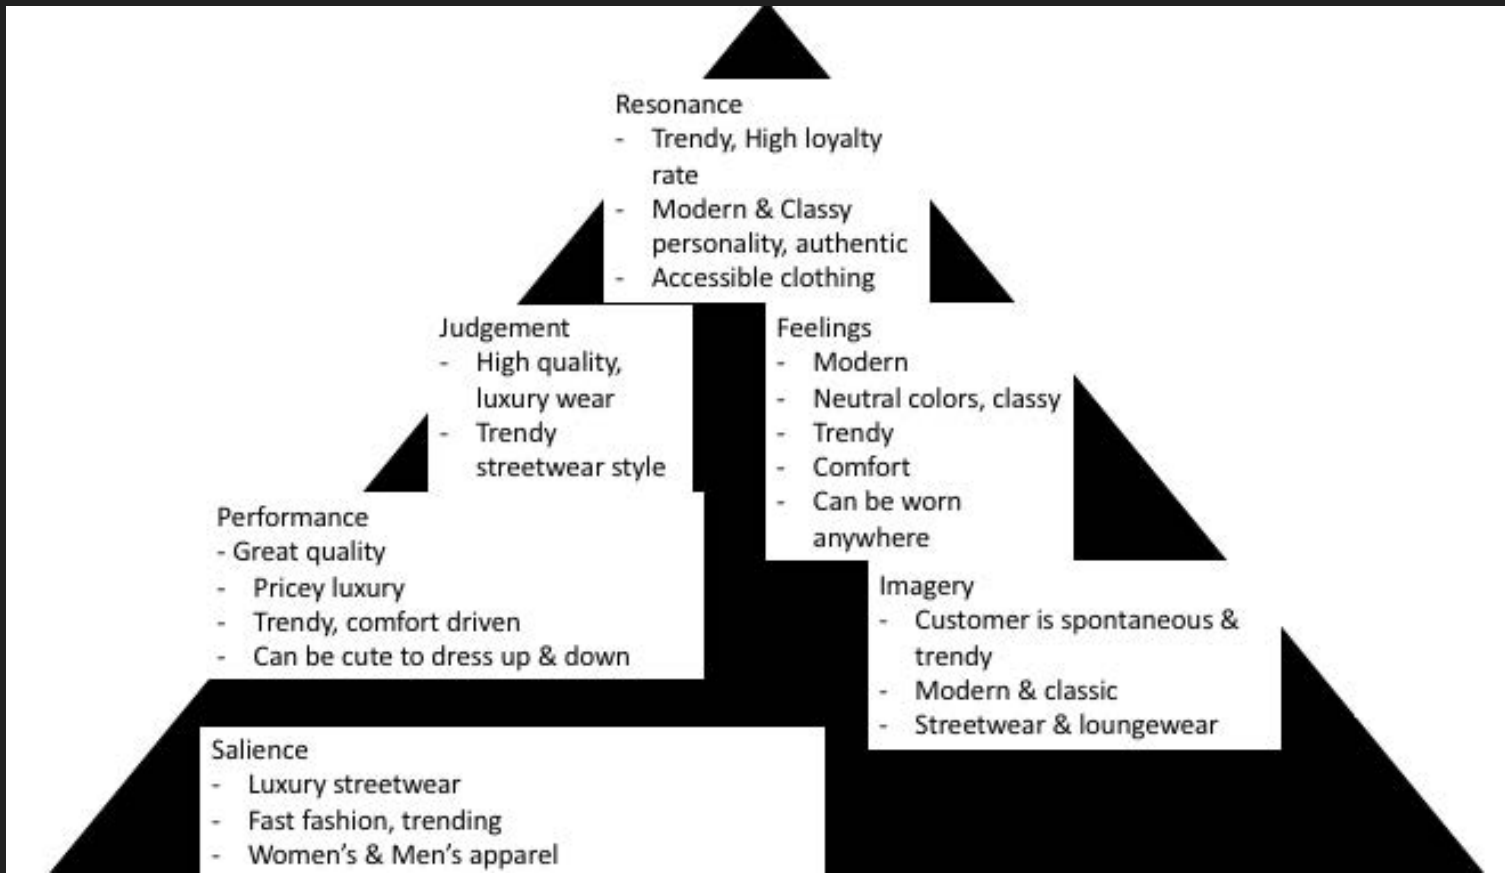 Resonance
- Trendy, High loyalty
rate
- Modern & Classy
personality, authentic
- Accessible clothing
Judgement
- High quality,
luxury wear
- Trendy
streetwear style
Feelings
- Modern
- Neutral colors, classy
- Trendy
- Comfort
- Can be worn
anywhere
Performance
- Great quality
- Pricey luxury
- Trendy, comfort driven
- Can be cute to dress up & down
Imagery
- Customer is spontaneous &
trendy
- Modern & classic
- Streetwear & loungewear
Salience
- Luxury streetwear
- Fast fashion, trending
- Women’s & Men’s apparel